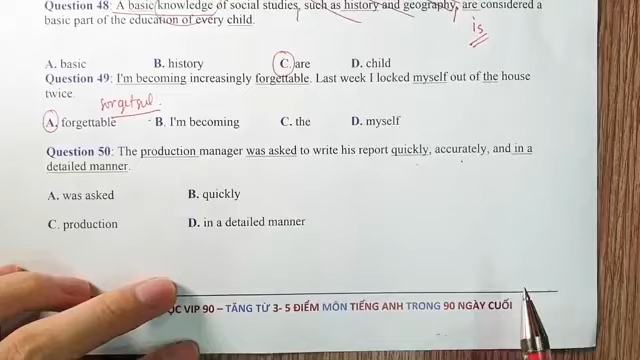 Question 48: A basic knowledge of social studies, such as history and geography, are considered a
basic part of the education of every child.
is
A. basic B. history C. are D. child
Question 49: I'm becoming increasingly forgettable. Last week I locked myself out of the house
twice.
forgetful.
A. forgettable B. I'm becoming C. the D. myself
Question 50: The production manager was asked to write his report quickly, accurately, and in a
detailed manner.
A. was asked B. quickly
C. production D. in a detailed manner
VIP 90 – TĂNG TỪ 3- 5 ĐIỂM MÔN TIẾNG ANH TRONG 90 NGÀY CUỐI